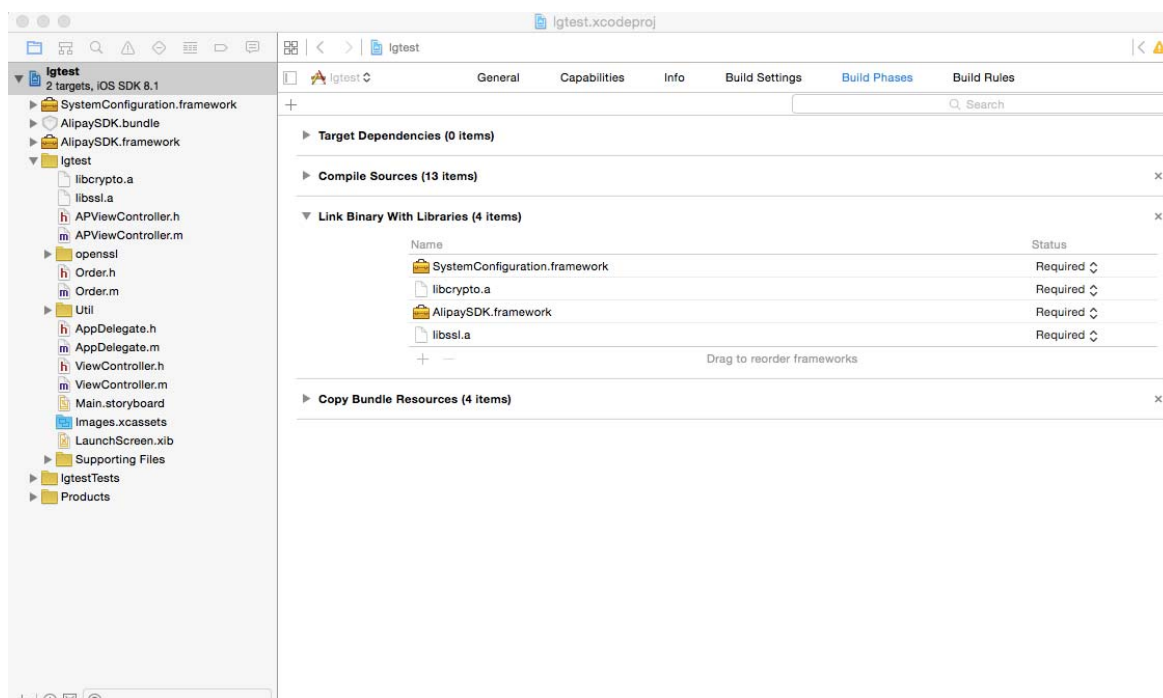 lgtest.xcodeproj
lgtest
lgtest
2 targets, iOS SDK 8.1
SystemConfiguration.framework
AlipaySDK.bundle
AlipaySDK.framework
lgtest
libcrypto.a
libssl.a
h APViewController.h
m APViewController.m
openssl
h Order.h
m Order.m
Util
h AppDelegate.h
m AppDelegate.m
h ViewController.h
m ViewController.m
Main.storyboard
Images.xcassets
LaunchScreen.xib
Supporting Files
lgtestTests
Products
lgtest General Capabilities Info Build Settings Build Phases Build Rules
Search
Target Dependencies (0 items)
Compile Sources (13 items)
Link Binary With Libraries (4 items)
Name Status
SystemConfiguration.framework Required
libcrypto.a Required
AlipaySDK.framework Required
libssl.a Required
Drag to reorder frameworks
Copy Bundle Resources (4 items)